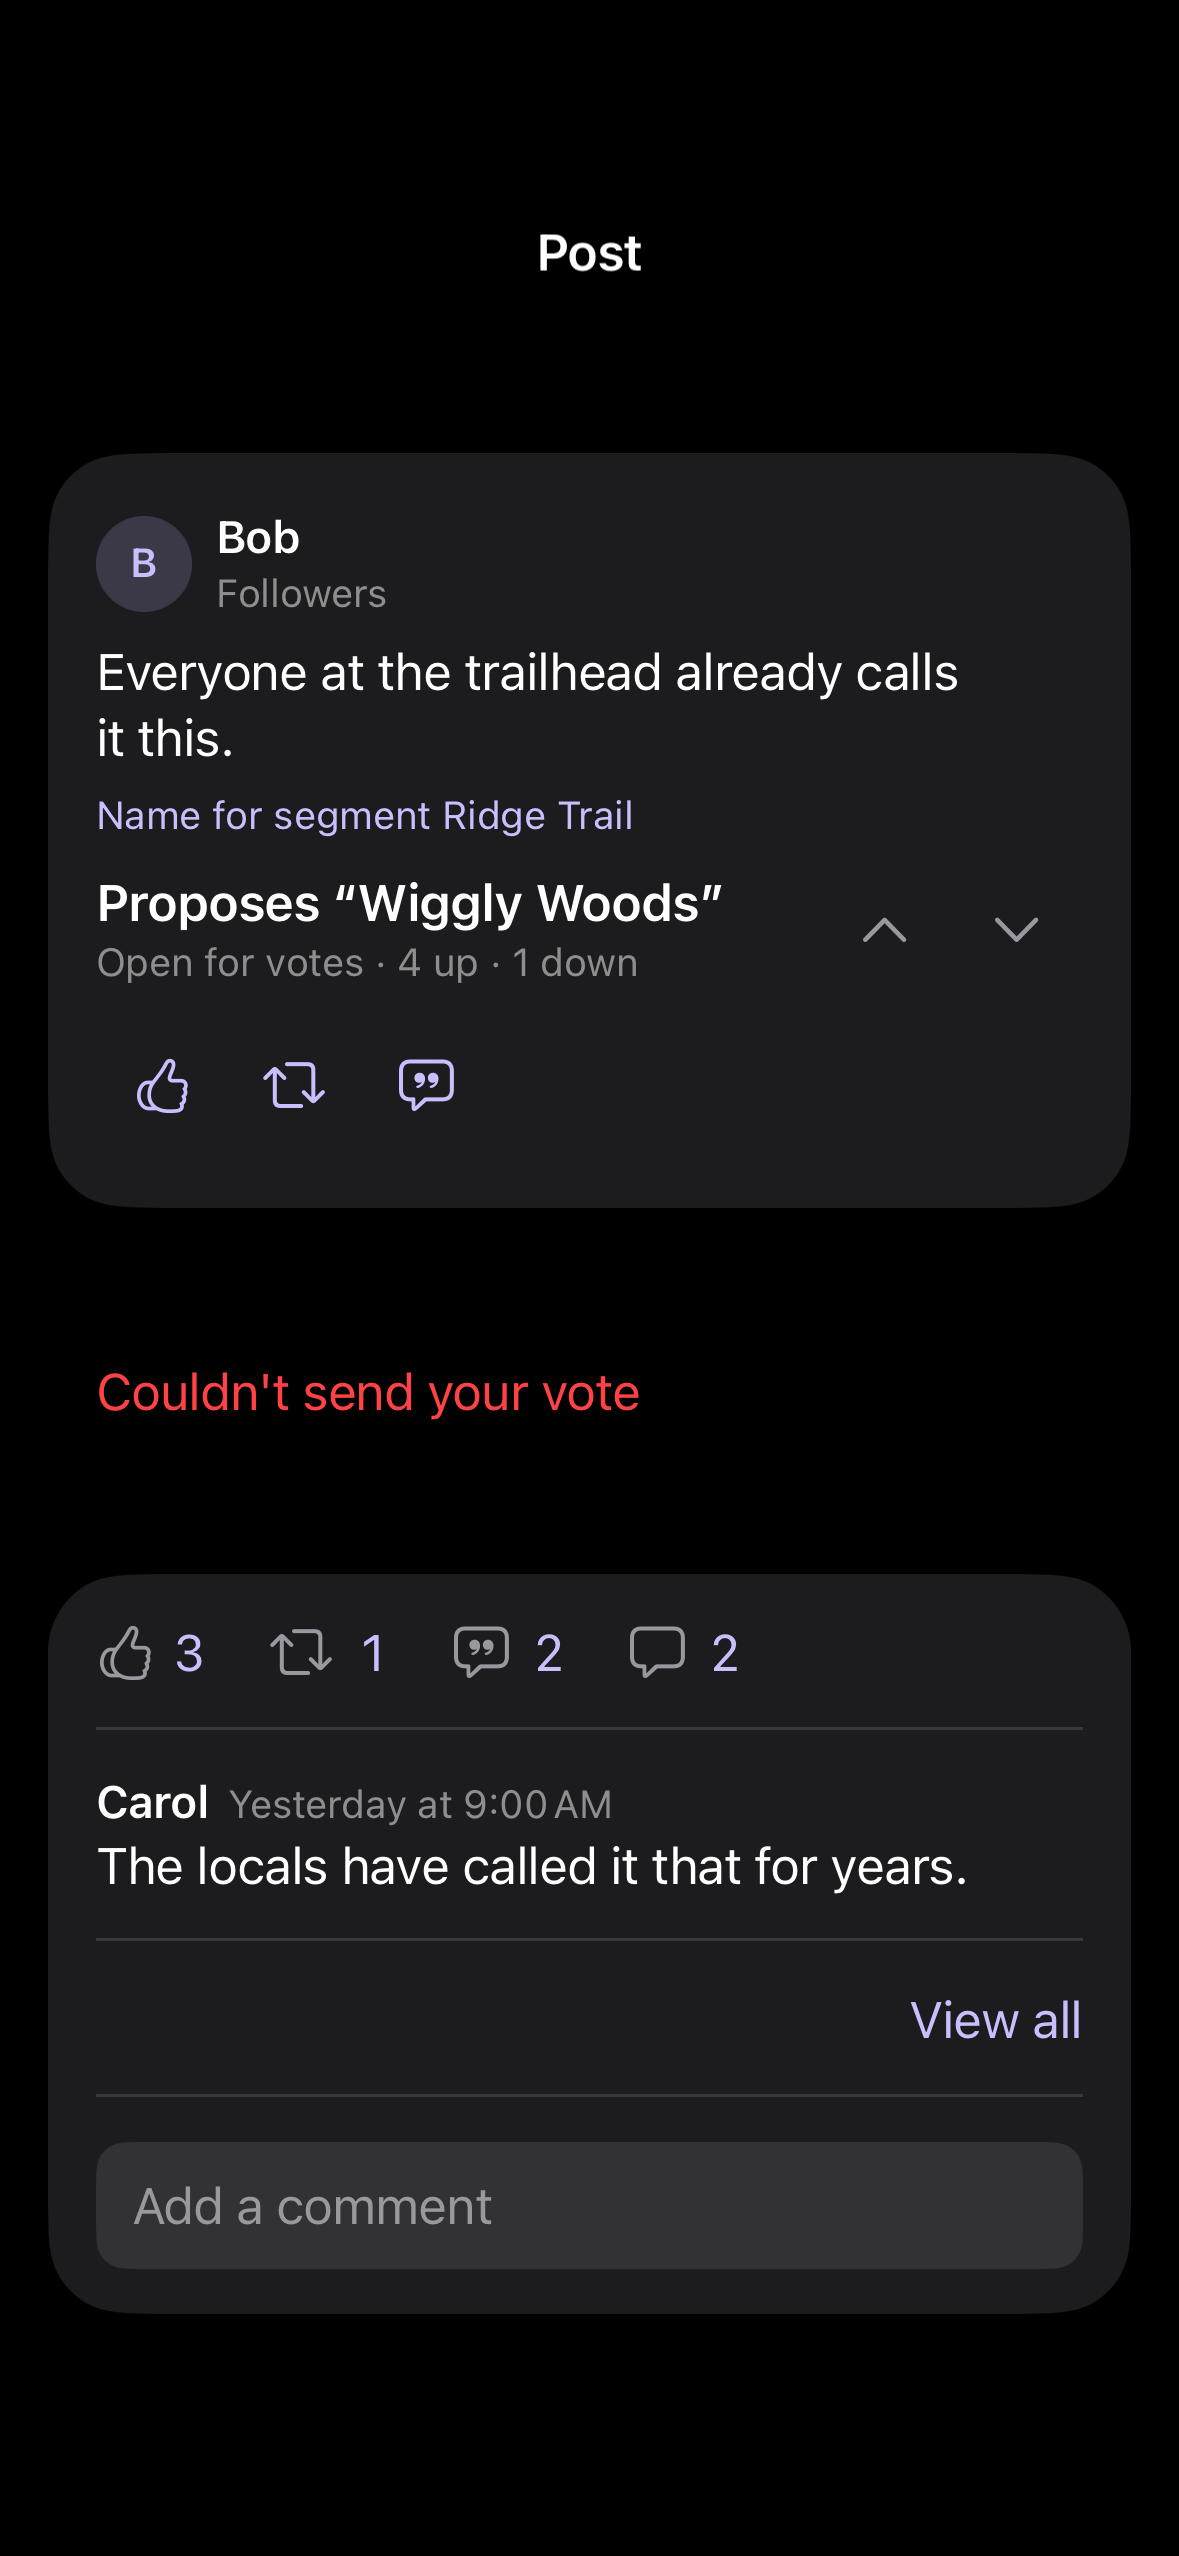 Post
B
Bob
Followers
Everyone at the trailhead already calls
it this.
Name for segment Ridge Trail
Proposes “Wiggly Woods”
Open for votes · 4 up · 1 down
Couldn't send your vote
3 1 2 2
Carol Yesterday at 9:00 AM
The locals have called it that for years.
View all
Add a comment